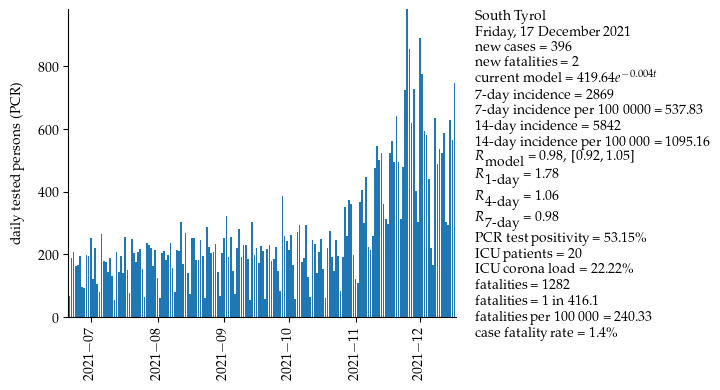 daily tested persons (PCR)
800
600
400
200
0
2021−07
2021−08
2021−09
2021−10
2021−11
2021−12
South Tyrol
Friday, 17 December 2021
new cases = 396
new fatalities = 2
current model = 419.64e^{−0.004t}
7-day incidence = 2869
7-day incidence per 100 0000 = 537.83
14-day incidence = 5842
14-day incidence per 100 000 = 1095.16
R_model = 0.98, [0.92, 1.05]
R_1-day = 1.78
R_4-day = 1.06
R_7-day = 0.98
PCR test positivity = 53.15%
ICU patients = 20
ICU corona load = 22.22%
fatalities = 1282
fatalities = 1 in 416.1
fatalities per 100 000 = 240.33
case fatality rate = 1.4%